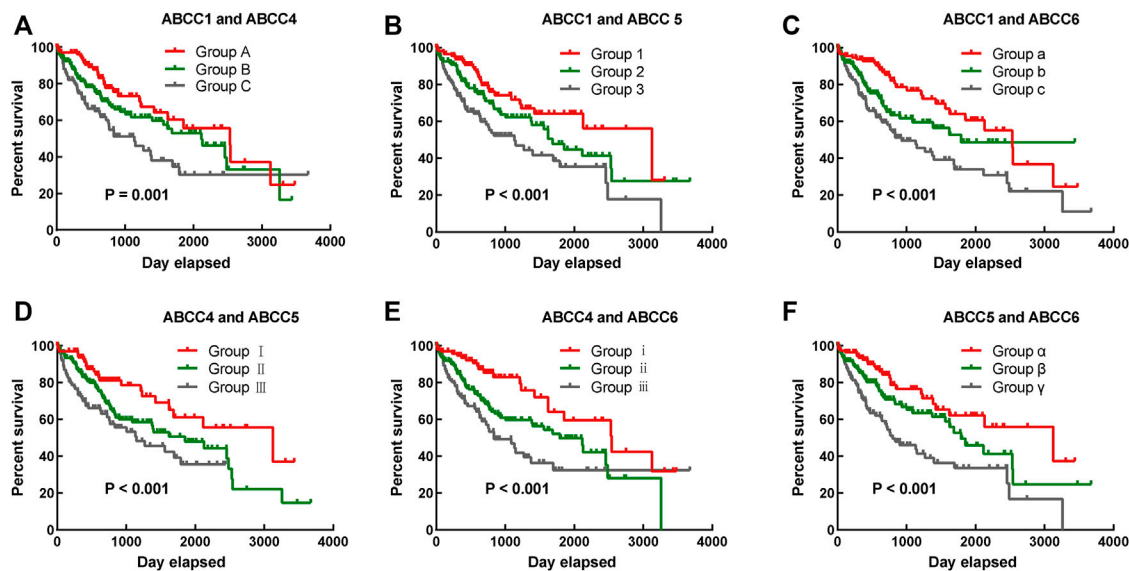 A
ABCC1 and ABCC4
Percent survival
100
80
60
40
20
0
Group A
Group B
Group C
P = 0.001
0 1000 2000 3000 4000
Day elapsed
B
ABCC1 and ABCC 5
Percent survival
100
80
60
40
20
0
Group 1
Group 2
Group 3
P < 0.001
0 1000 2000 3000 4000
Day elapsed
C
ABCC1 and ABCC6
Percent survival
100
80
60
40
20
0
Group a
Group b
Group c
P < 0.001
0 1000 2000 3000 4000
Day elapsed
D
ABCC4 and ABCC5
Percent survival
100
80
60
40
20
0
Group Ⅰ
Group Ⅱ
Group Ⅲ
P < 0.001
0 1000 2000 3000 4000
Day elapsed
E
ABCC4 and ABCC6
Percent survival
100
80
60
40
20
0
Group ⅰ
Group ⅱ
Group ⅲ
P < 0.001
0 1000 2000 3000 4000
Day elapsed
F
ABCC5 and ABCC6
Percent survival
100
80
60
40
20
0
Group α
Group β
Group γ
P < 0.001
0 1000 2000 3000 4000
Day elapsed